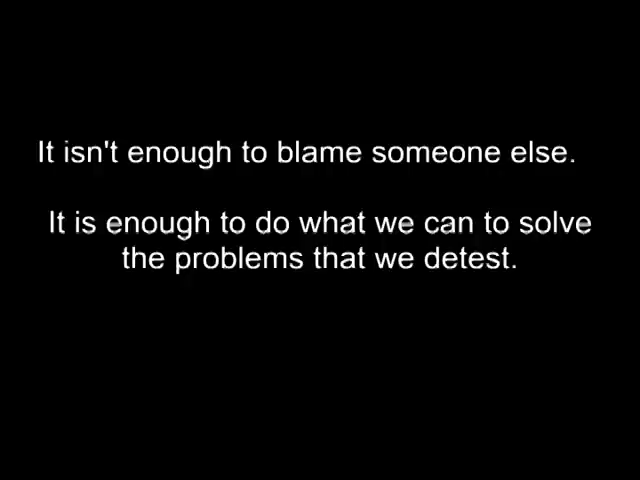 It isn't enough to blame someone else.
It is enough to do what we can to solve
the problems that we detest.